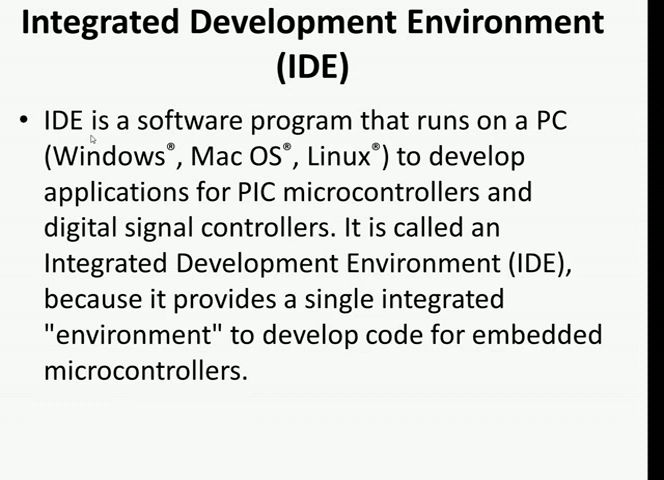 Integrated Development Environment
(IDE)
• IDE is a software program that runs on a PC
(Windows®, Mac OS®, Linux®) to develop
applications for PIC microcontrollers and
digital signal controllers. It is called an
Integrated Development Environment (IDE),
because it provides a single integrated
"environment" to develop code for embedded
microcontrollers.